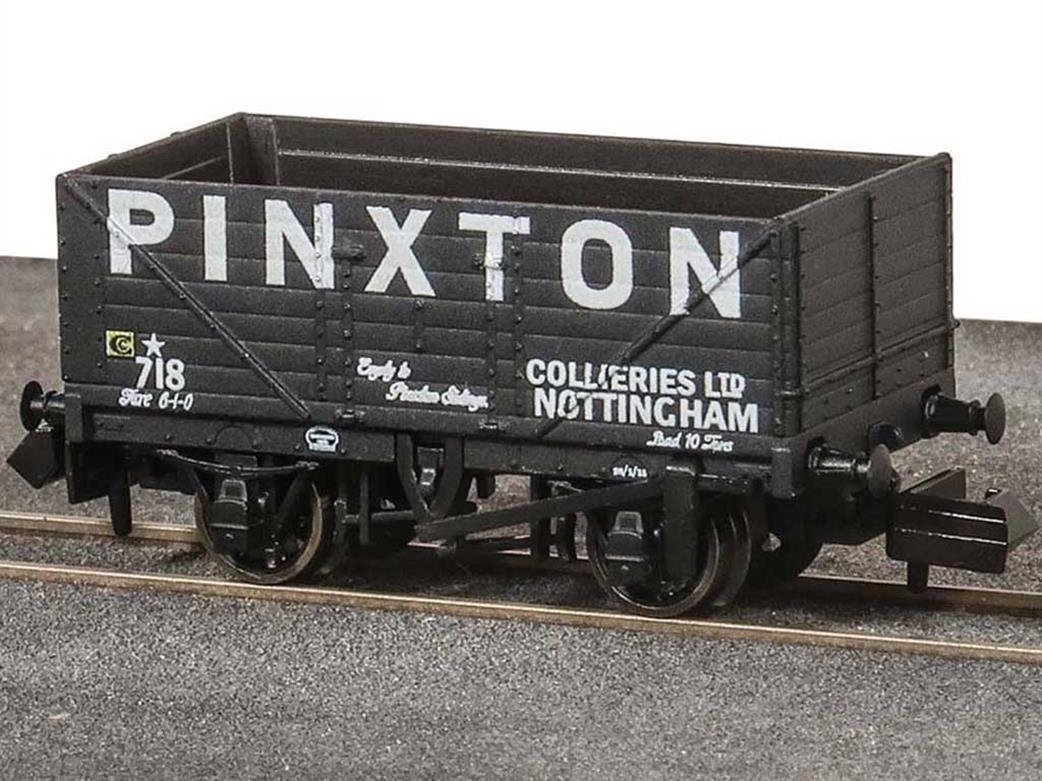 PINXTON
C
718
Tare 6-1-0
Empty to
Pinxton Sidings.
COLLIERIES LTD
NOTTINGHAM
Load 10 Tons